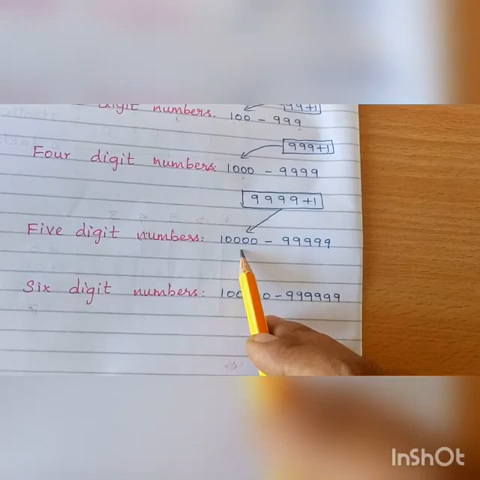 digit numbers. 100 - 999
99+1
Four digit numbers: 1000 - 9999
999+1
9999+1
Five digit numbers: 10000 - 99999
Six digit numbers: - 999999
InShOt